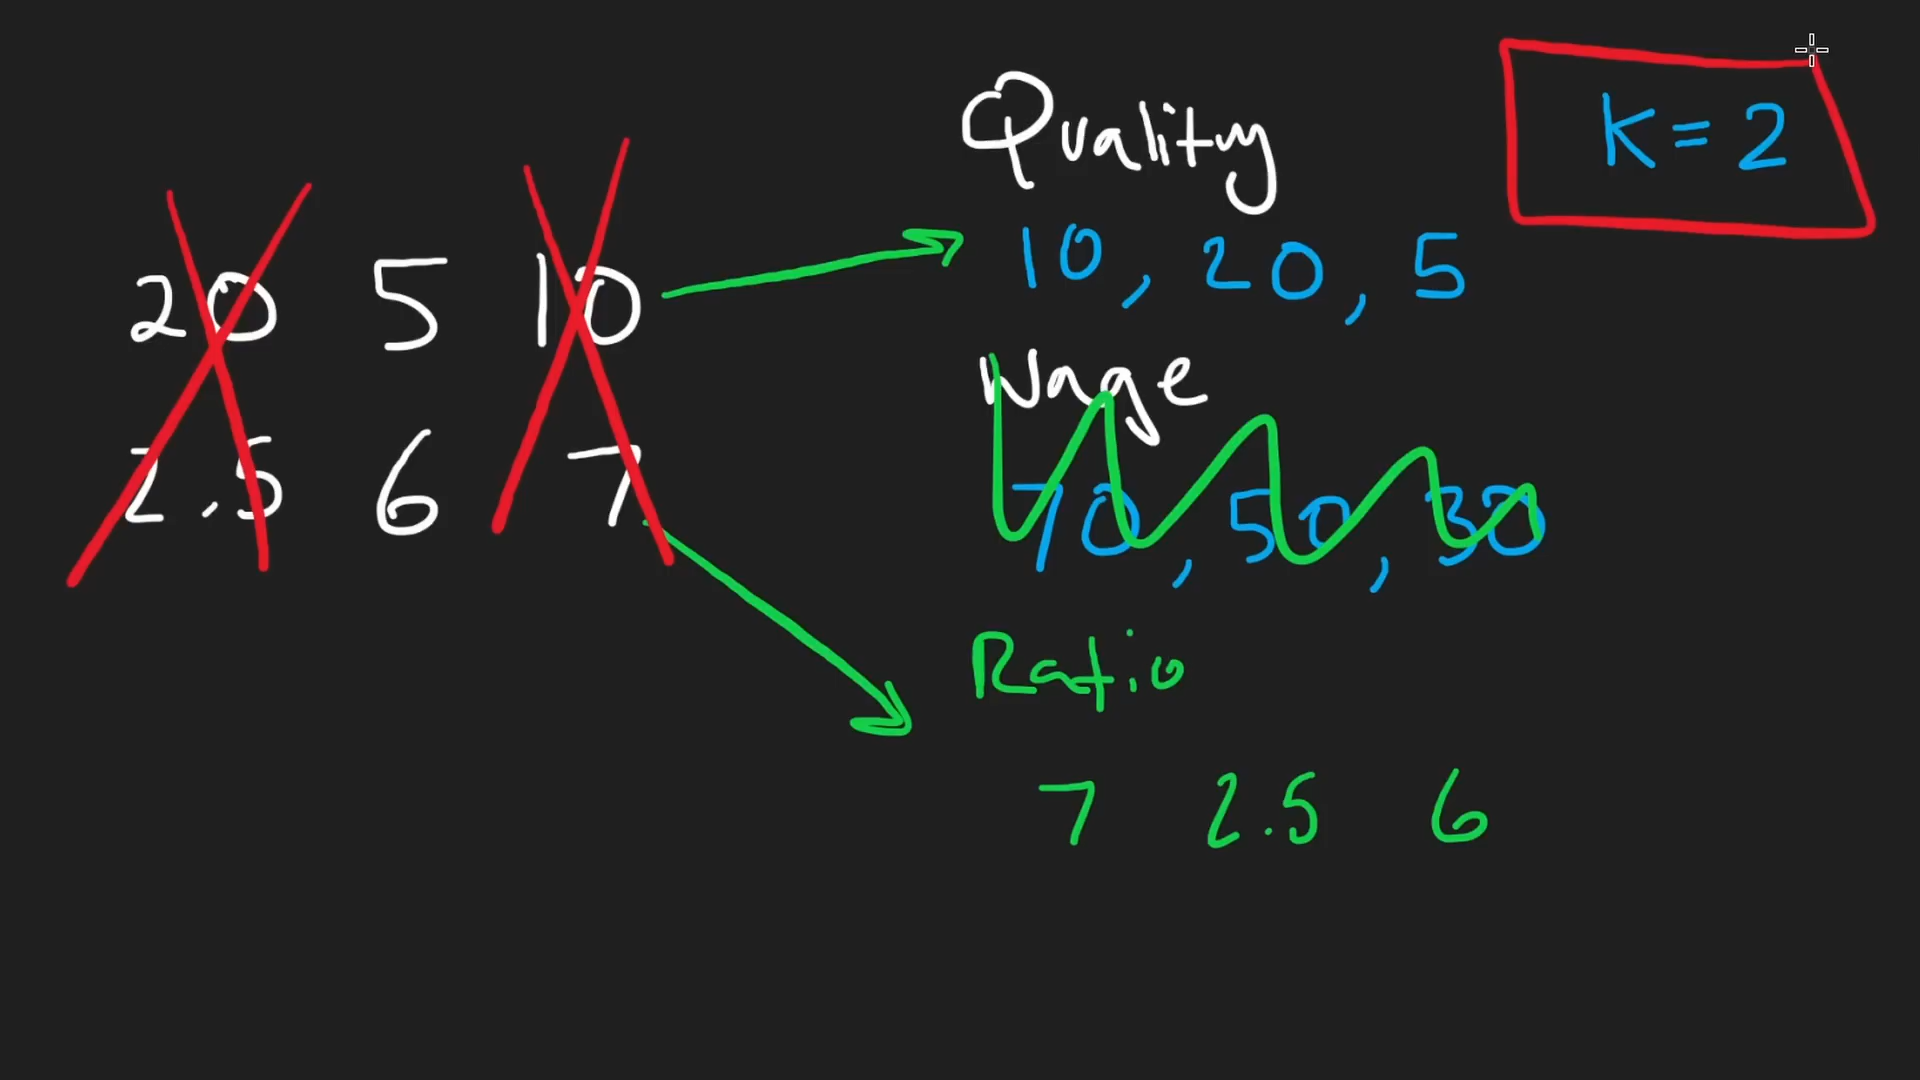 Quality
K = 2
20 5 10
10, 20, 5
Wage
2.5 6 7
70, 50, 30
Ratio
7 2.5 6